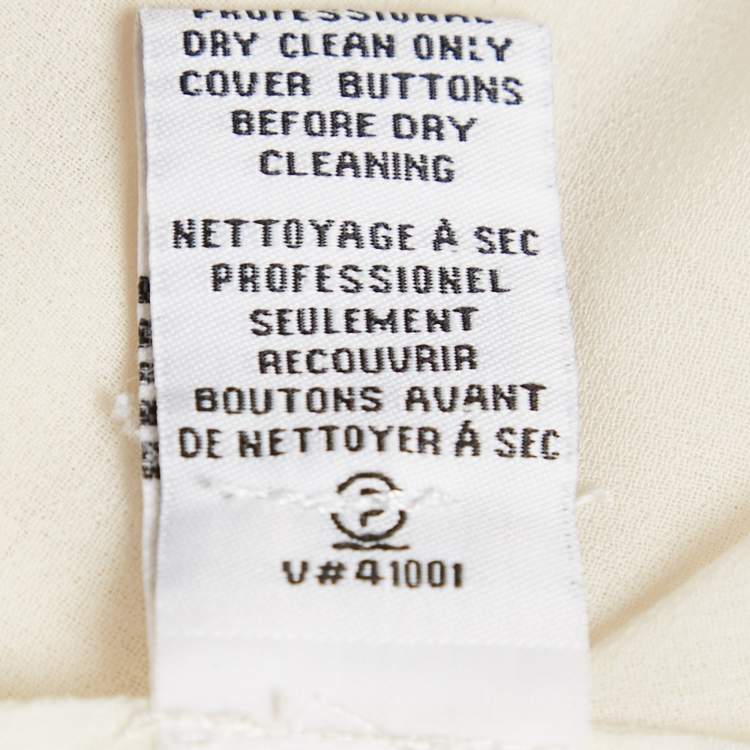 PROFESSIONAL
DRY CLEAN ONLY
COVER BUTTONS
BEFORE DRY
CLEANING
NETTOYAGE À SEC
PROFESSIONEL
SEULEMENT
RECOUVRIR
BOUTONS AVANT
DE NETTOYER À SEC
P
V#41001